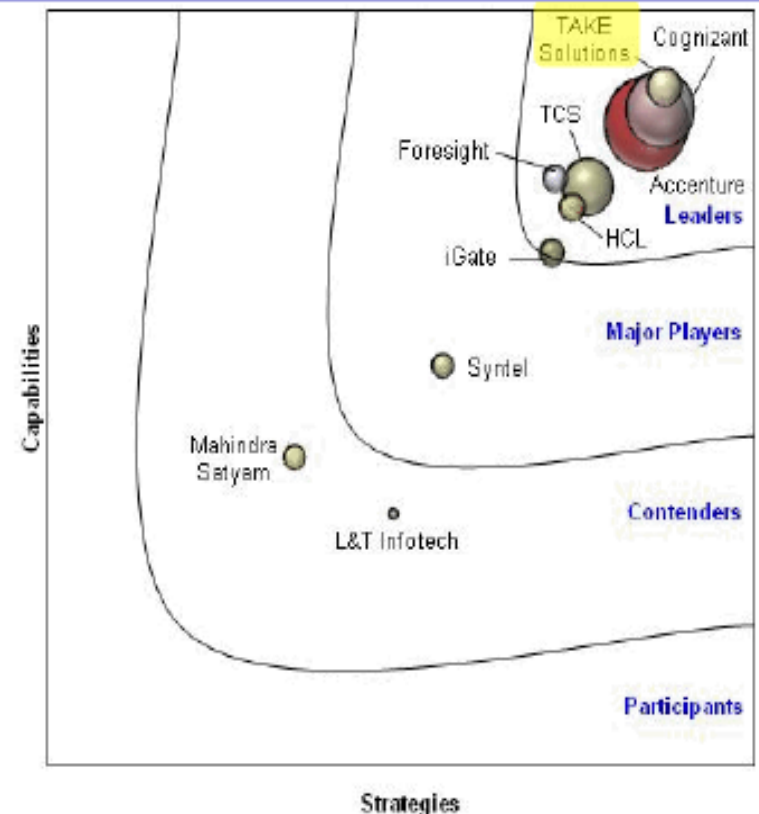 TAKE
Solutions
Cognizant
TCS
Foresight
Accenture
Leaders
HCL
iGate
Major Players
Capabilities
Syntel
Mahindra
Satyam
Contenders
L&T Infotech
Participants
Strategies